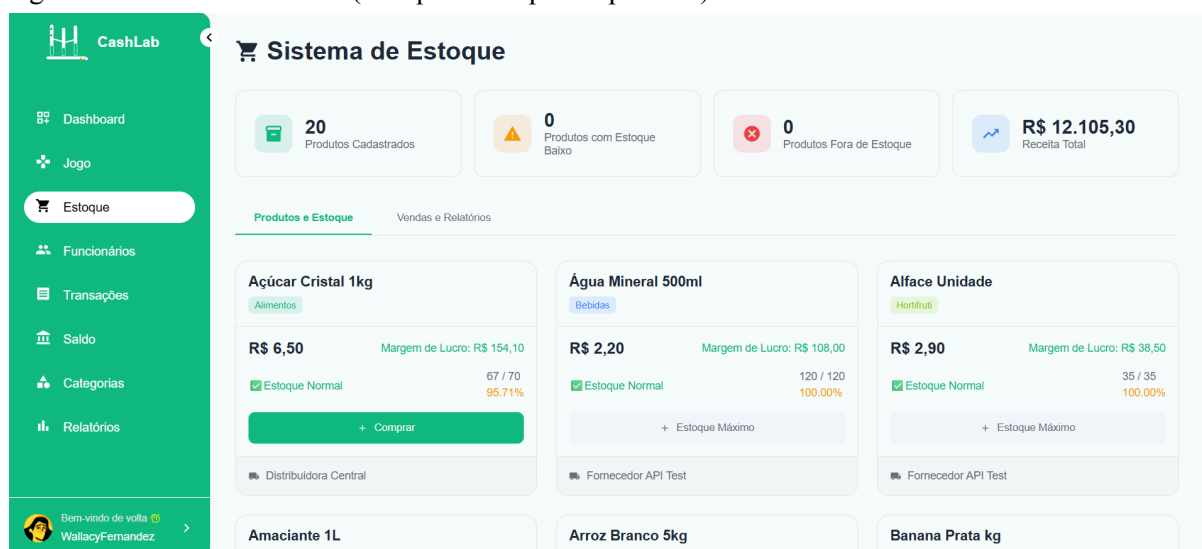 CashLab
Sistema de Estoque
Dashboard
Jogo
Estoque
Funcionários
Transações
Saldo
Categorias
Relatórios
Bem-vindo de volta
WallacyFernandez
20
Produtos Cadastrados
0
Produtos com Estoque
Baixo
0
Produtos Fora de Estoque
R$ 12.105,30
Receita Total
Produtos e Estoque
Vendas e Relatórios
Açúcar Cristal 1kg
Alimentos
R$ 6,50
Margem de Lucro: R$ 154,10
Estoque Normal
67 / 70
95.71%
+ Comprar
Distribuidora Central
Água Mineral 500ml
Bebidas
R$ 2,20
Margem de Lucro: R$ 108,00
Estoque Normal
120 / 120
100.00%
+ Estoque Máximo
Fornecedor API Test
Alface Unidade
Hortifruti
R$ 2,90
Margem de Lucro: R$ 38,50
Estoque Normal
35 / 35
100.00%
+ Estoque Máximo
Fornecedor API Test
Amaciante 1L
Arroz Branco 5kg
Banana Prata kg